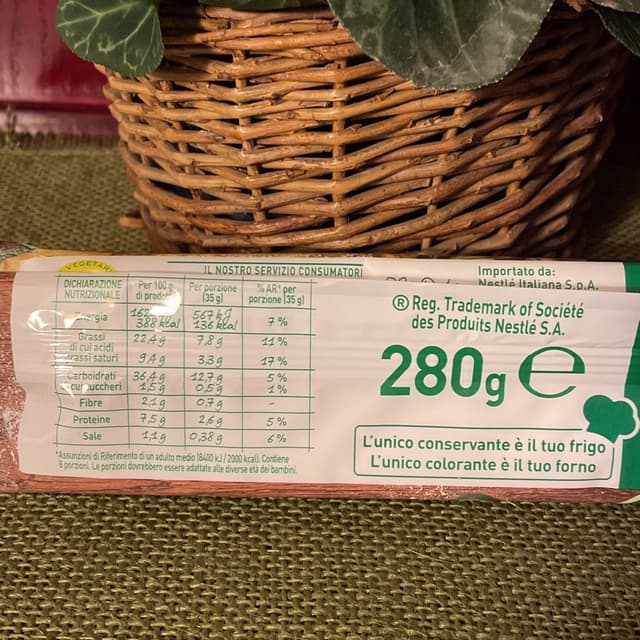 VEGETARI
IL NOSTRO SERVIZIO CONSUMATORI
Importato da:
Nestlé Italiana S.p.A.
DICHIARAZIONE NUTRIZIONALE Per 100 g di prodotto Per porzione (35 g) % AR* per porzione (35 g)
Energia 388 kcal 567 kJ 136 kcal 7 %
Grassi 22,4 g 7,8 g 11 %
di cui acidi grassi saturi 9,4 g 3,3 g 17 %
Carboidrati 36,4 g 12,7 g 5 %
di cui zuccheri 1,5 g 0,5 g 1 %
Fibre 2,1 g 0,7 g -
Proteine 7,5 g 2,6 g 5 %
Sale 1,1 g 0,38 g 6 %
*Assunzioni di Riferimento di un adulto medio (8400 kJ / 2000 kcal). Contiene
8 porzioni. Le porzioni dovrebbero essere adattate alle diverse età dei bambini.
® Reg. Trademark of Société
des Produits Nestlé S.A.
280g e
L'unico conservante è il tuo frigo
L'unico colorante è il tuo forno